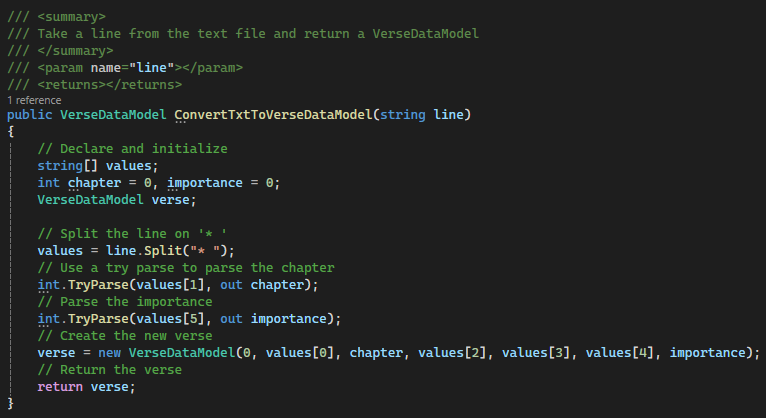 /// <summary>
/// Take a line from the text file and return a VerseDataModel
/// </summary>
/// <param name="line"></param>
/// <returns></returns>
1 reference
public VerseDataModel ConvertTxtToVerseDataModel(string line)
{
    // Declare and initialize
    string[] values;
    int chapter = 0, importance = 0;
    VerseDataModel verse;

    // Split the line on '* '
    values = line.Split("* ");
    // Use a try parse to parse the chapter
    int.TryParse(values[1], out chapter);
    // Parse the importance
    int.TryParse(values[5], out importance);
    // Create the new verse
    verse = new VerseDataModel(0, values[0], chapter, values[2], values[3], values[4], importance);
    // Return the verse
    return verse;
}